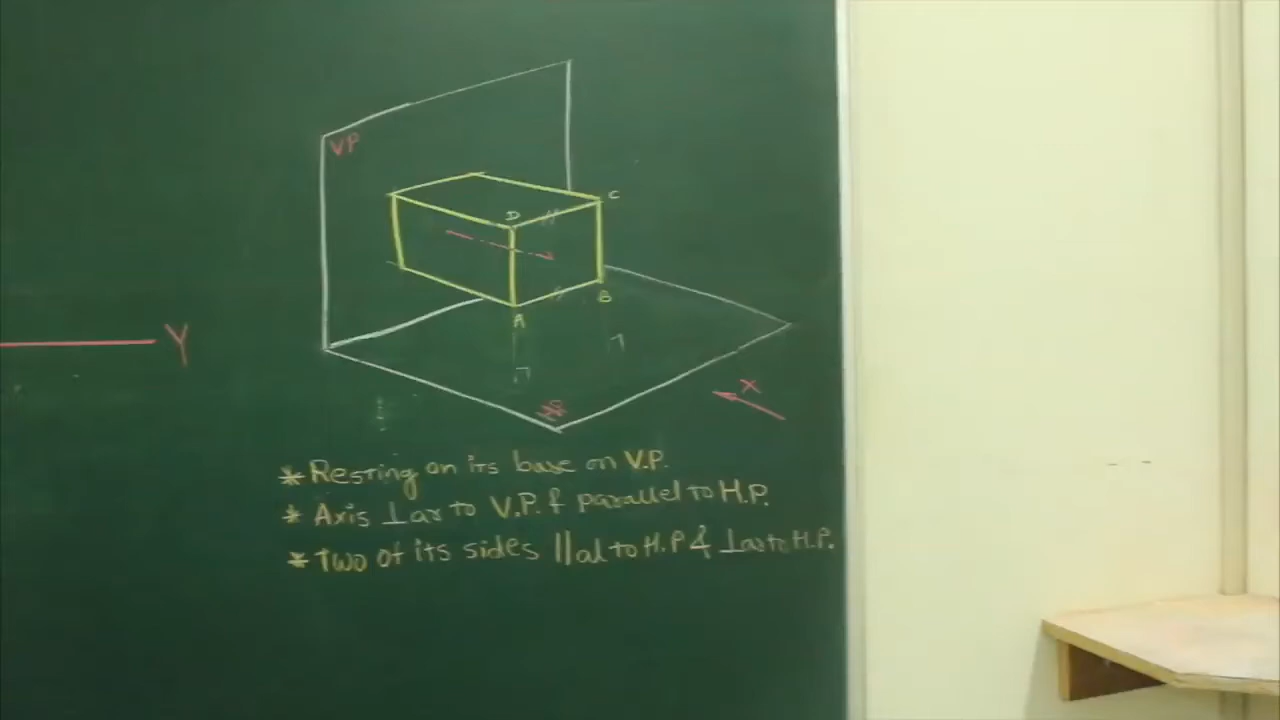 VP
C
D
B
A
Y
X
HP
* Resting on its base on V.P.
* Axis ⊥ar to V.P. & parallel to H.P.
* Two of its sides ||al to H.P & ⊥ar to H.P.